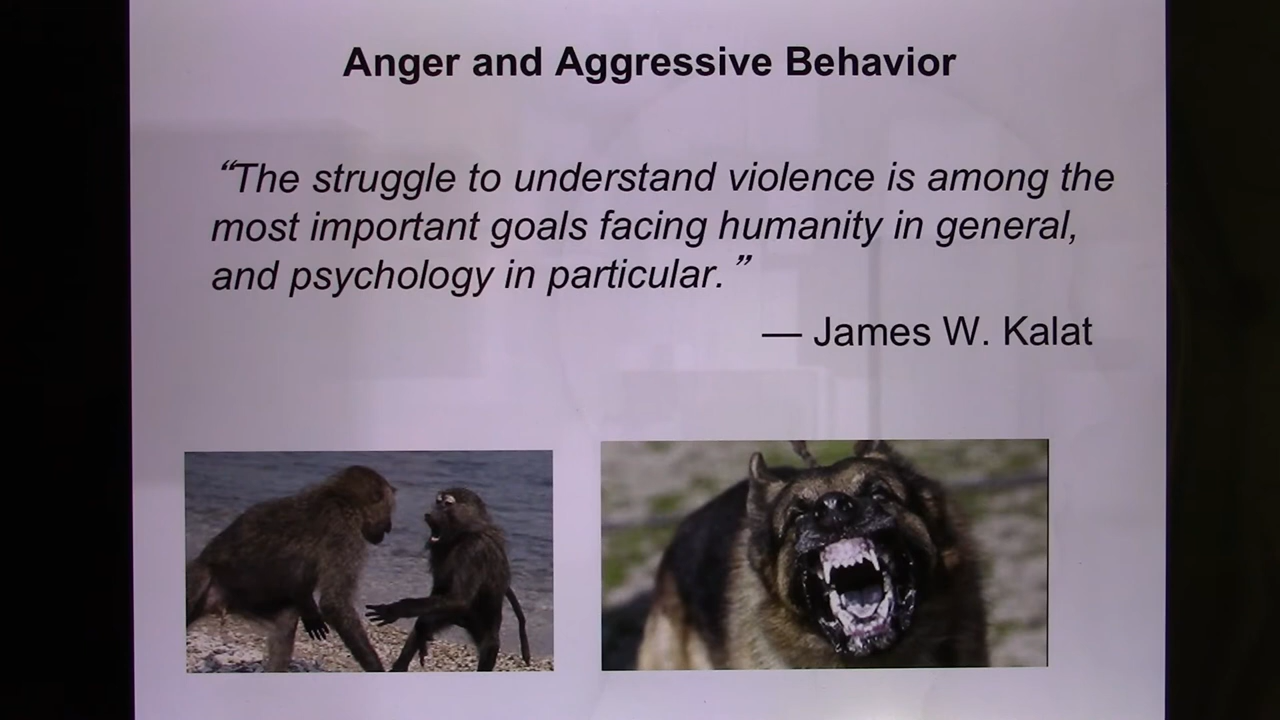 Anger and Aggressive Behavior
“The struggle to understand violence is among the
most important goals facing humanity in general,
and psychology in particular.”
— James W. Kalat